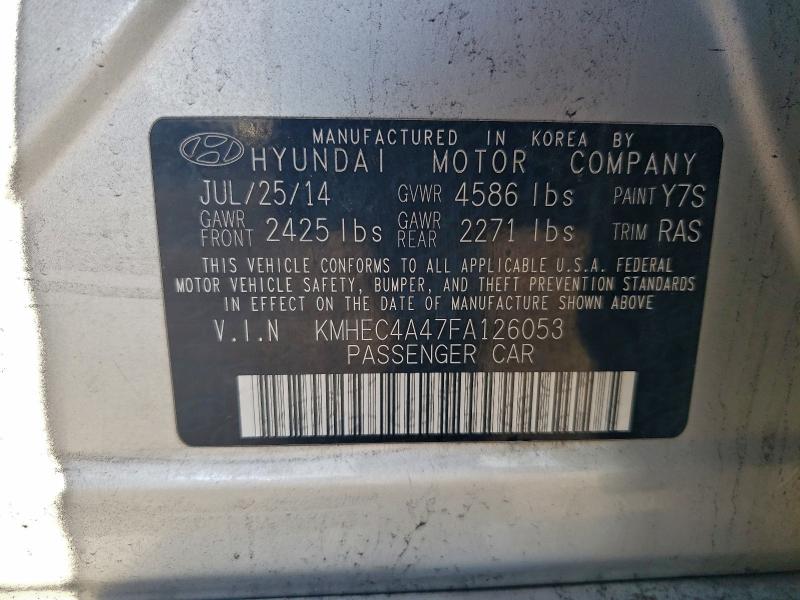 MANUFACTURED IN KOREA BY
HYUNDAI MOTOR COMPANY
JUL/25/14 GVWR 4586 lbs PAINT Y7S
GAWR FRONT 2425 lbs GAWR REAR 2271 lbs TRIM RAS
THIS VEHICLE CONFORMS TO ALL APPLICABLE U.S.A. FEDERAL
MOTOR VEHICLE SAFETY, BUMPER, AND THEFT PREVENTION STANDARDS
IN EFFECT ON THE DATE OF MANUFACTURE SHOWN ABOVE
V.I.N KMHEC4A47FA126053
PASSENGER CAR